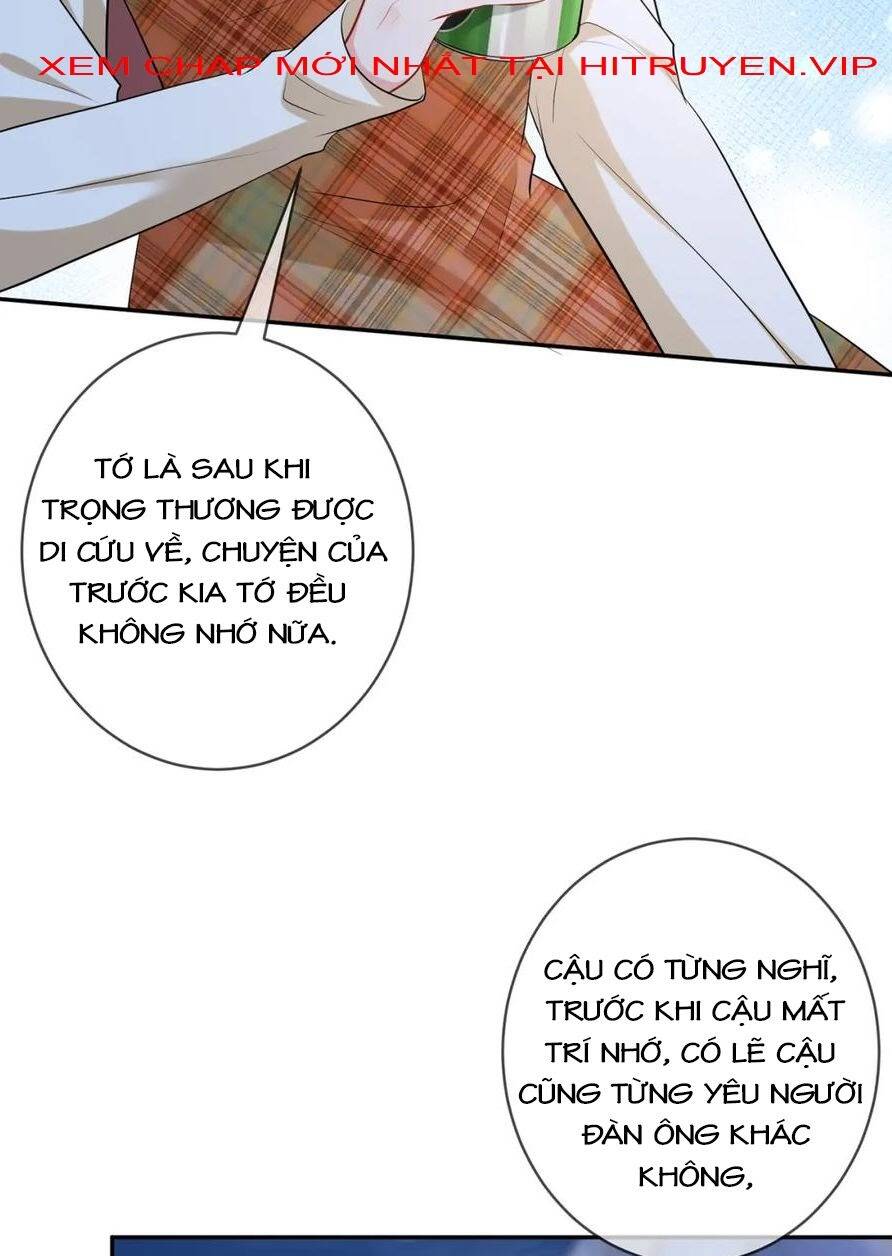 XEM CHAP MỚI NHẤT TẠI HITRUYEN.VIP
TỚ LÀ SAU KHI
TRỌNG THƯƠNG ĐƯỢC
DI CỨU VỀ, CHUYỆN CỦA
TRƯỚC KIA TỚ ĐỀU
KHÔNG NHỚ NỮA.
CẬU CÓ TỪNG NGHĨ,
TRƯỚC KHI CẬU MẤT
TRÍ NHỚ, CÓ LẼ CẬU
CŨNG TỪNG YÊU NGƯỜI
ĐÀN ÔNG KHÁC
KHÔNG,